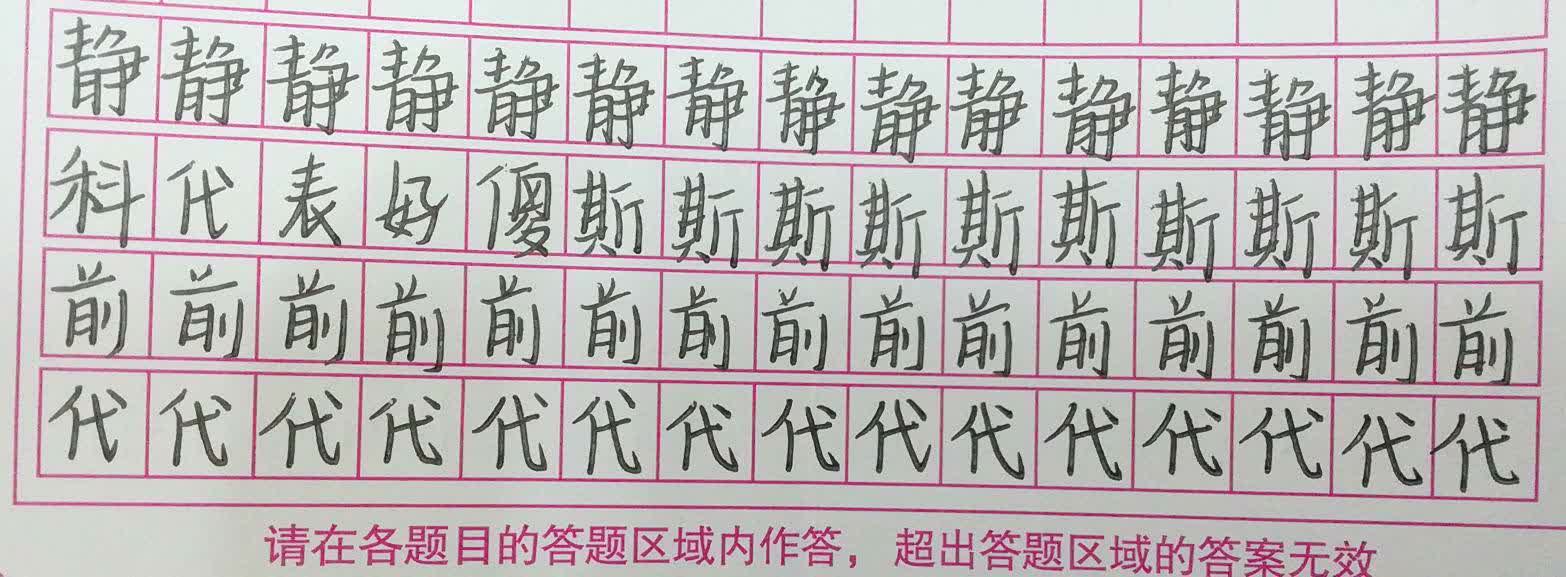 静静静静静静静静静静静静静静静
科代表好傻斯斯斯斯斯斯斯斯斯斯
前前前前前前前前前前前前前前前
代代代代代代代代代代代代代代代
请在各题目的答题区域内作答，超出答题区域的答案无效